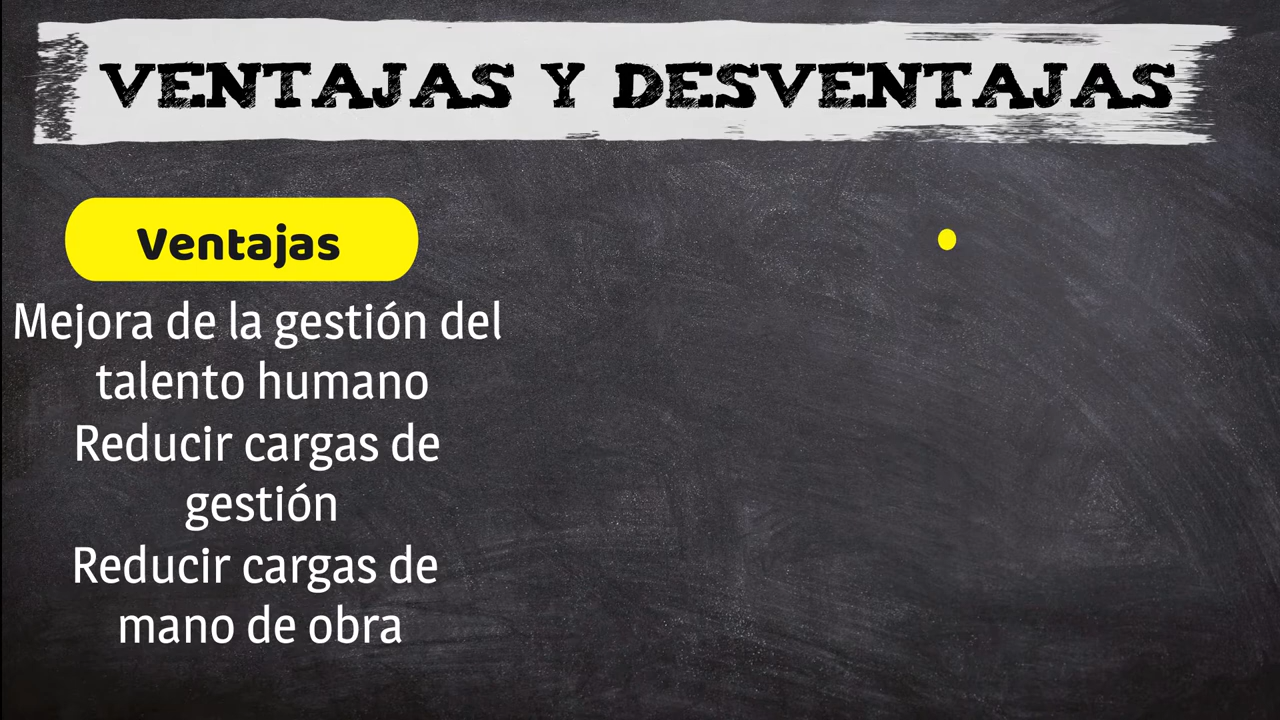 VENTAJAS Y DESVENTAJAS
Ventajas
Mejora de la gestión del
talento humano
Reducir cargas de
gestión
Reducir cargas de
mano de obra